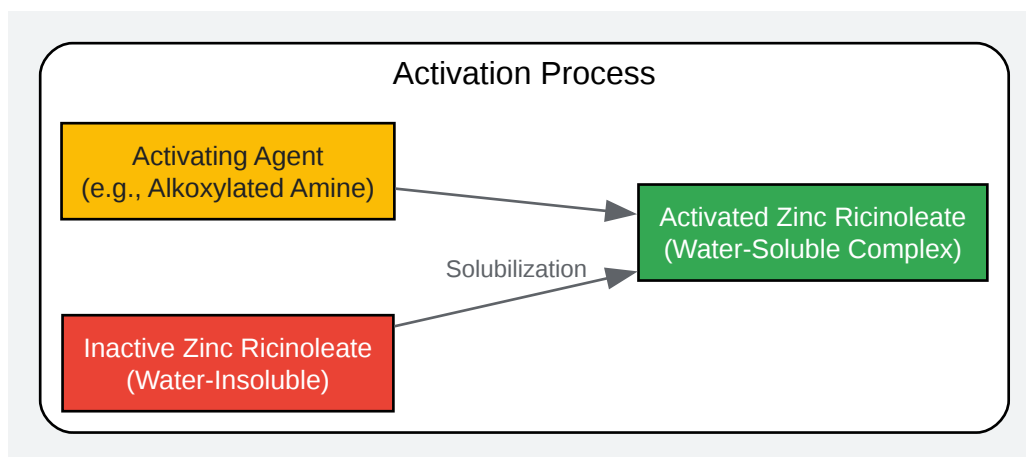 Activation Process
Activating Agent
(e.g., Alkoxylated Amine)
Activated Zinc Ricinoleate
(Water-Soluble Complex)
Solubilization
Inactive Zinc Ricinoleate
(Water-Insoluble)